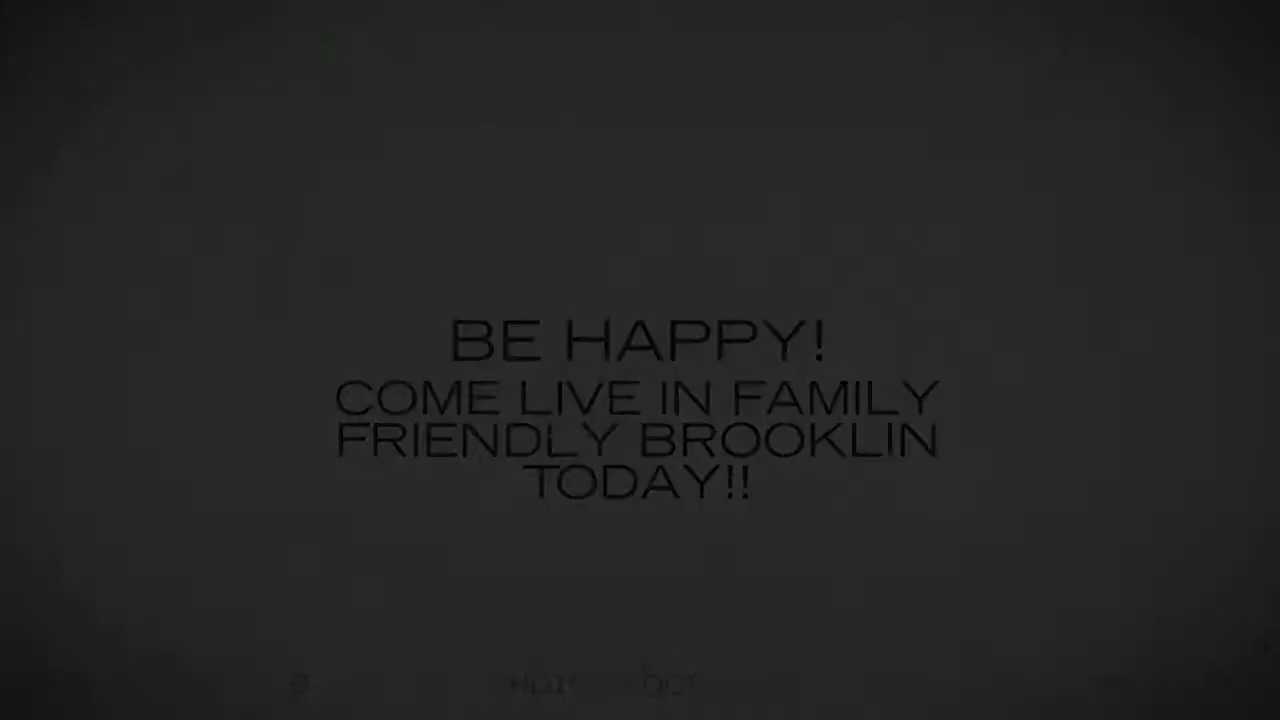 BE HAPPY!
COME LIVE IN FAMILY
FRIENDLY BROOKLIN
TODAY!!